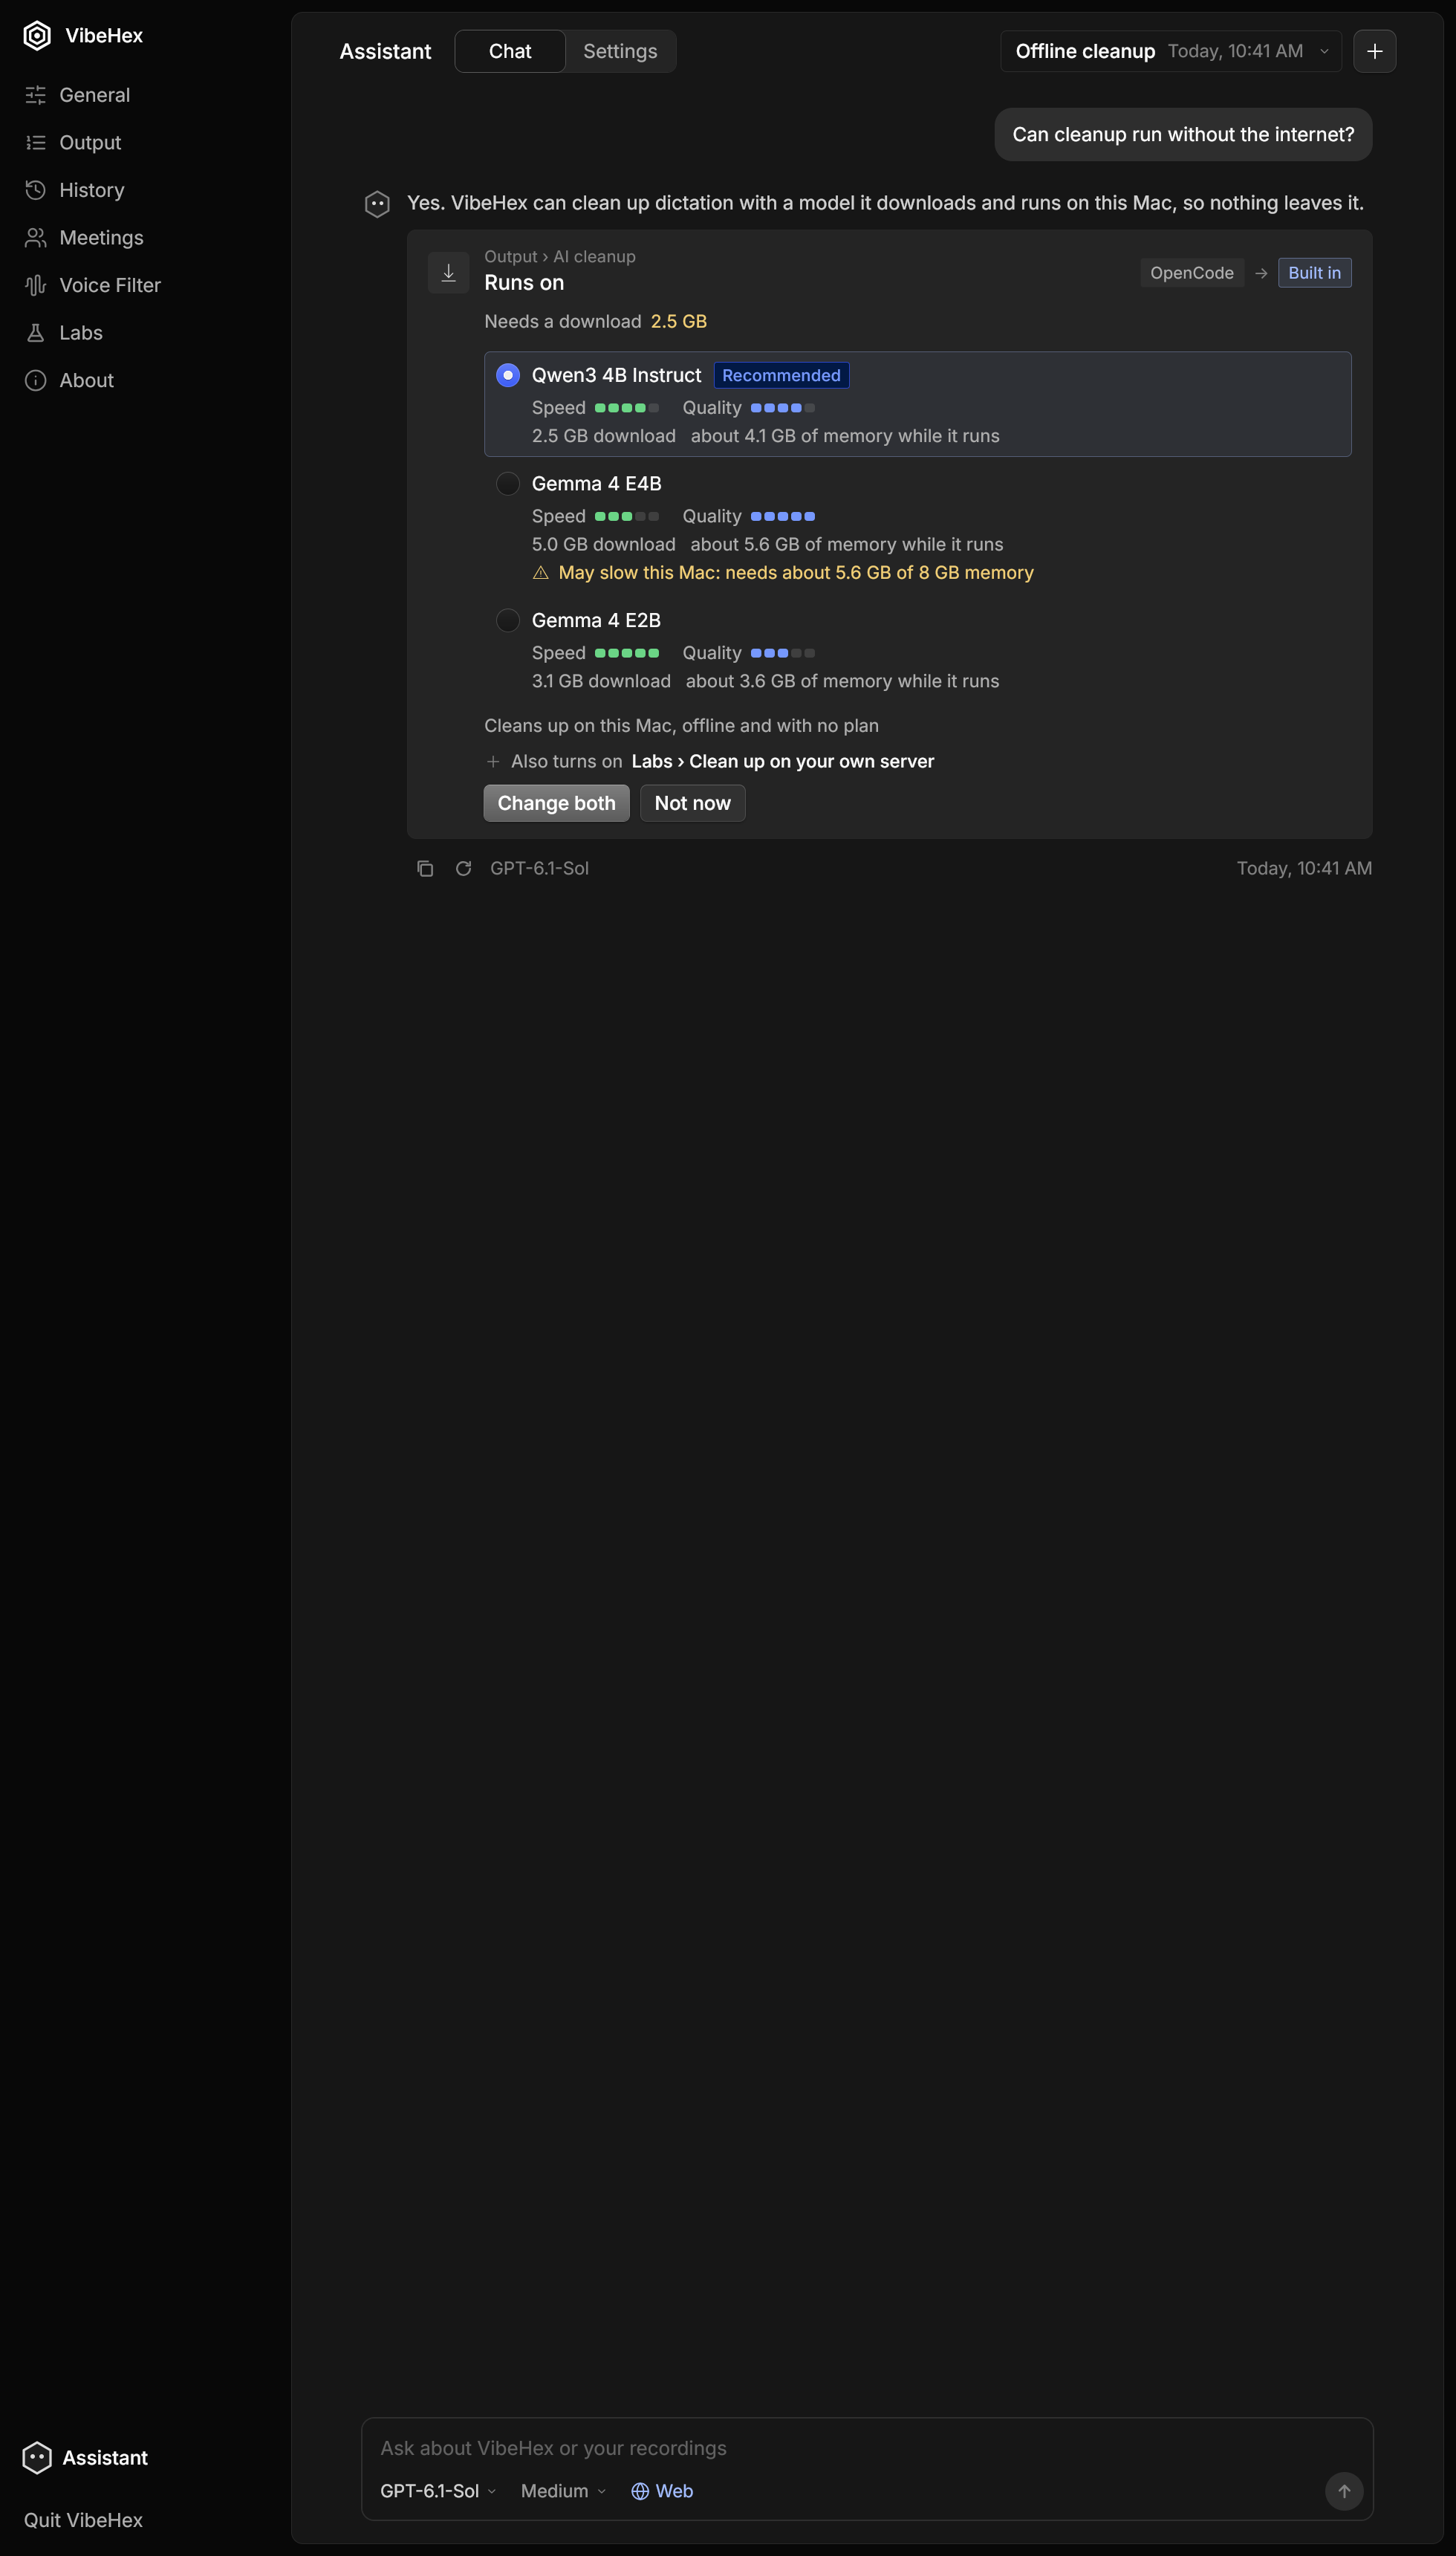 VibeHex
General
Output
History
Meetings
Voice Filter
Labs
About
Assistant
Quit VibeHex
Assistant Chat Settings
Offline cleanup Today, 10:41 AM
Can cleanup run without the internet?
Yes. VibeHex can clean up dictation with a model it downloads and runs on this Mac, so nothing leaves it.
Output › AI cleanup
Runs on
OpenCode → Built in
Needs a download 2.5 GB
Qwen3 4B Instruct Recommended
Speed Quality
2.5 GB download about 4.1 GB of memory while it runs
Gemma 4 E4B
Speed Quality
5.0 GB download about 5.6 GB of memory while it runs
May slow this Mac: needs about 5.6 GB of 8 GB memory
Gemma 4 E2B
Speed Quality
3.1 GB download about 3.6 GB of memory while it runs
Cleans up on this Mac, offline and with no plan
+ Also turns on Labs › Clean up on your own server
Change both Not now
GPT-6.1-Sol Today, 10:41 AM
Ask about VibeHex or your recordings
GPT-6.1-Sol Medium Web